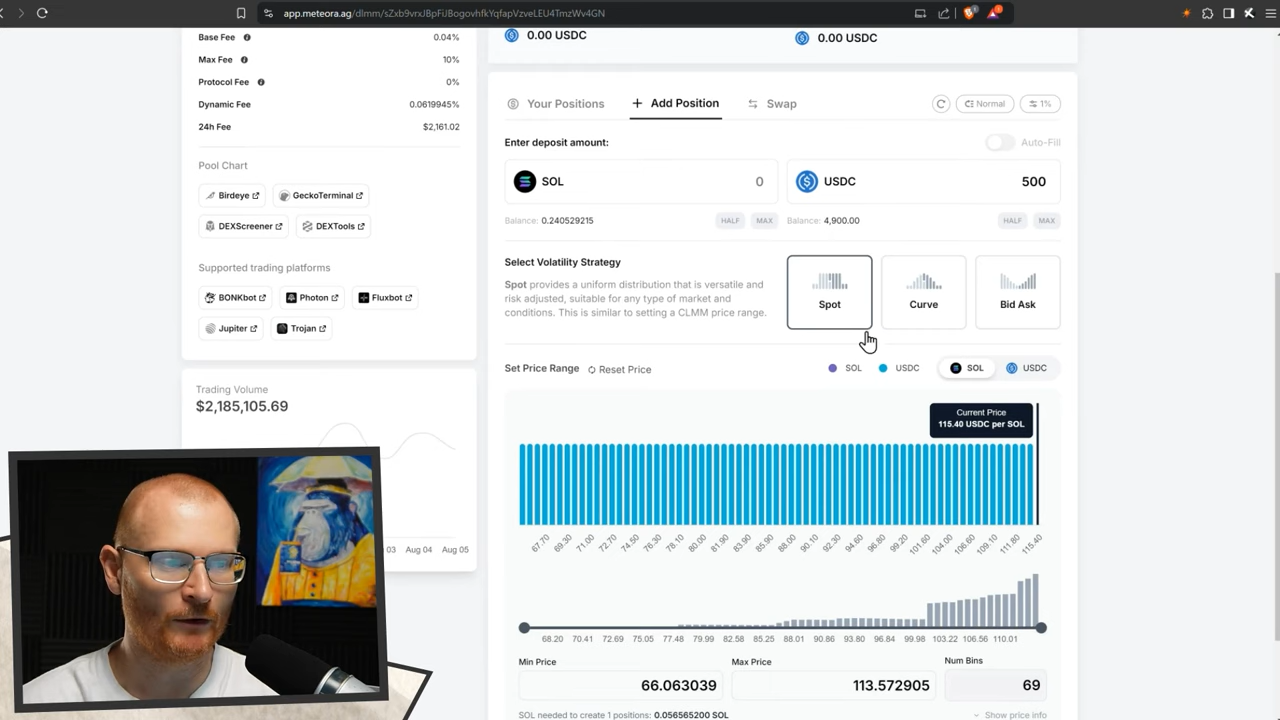 app.meteora.ag/dlmm/sZxb9vrxJBpFiJBogovhfkYqfapVzveLEU4TmzWv4GN
Base Fee 0.04%
Max Fee 10%
Protocol Fee 0%
Dynamic Fee 0.0619945%
24h Fee $2,161.02
Pool Chart
Birdeye GeckoTerminal
DEXScreener DEXTools
Supported trading platforms
BONKbot Photon Fluxbot
Jupiter Trojan
Trading Volume
$2,185,105.69
03 Aug 04 Aug 05
0.00 USDC 0.00 USDC
Your Positions + Add Position Swap Normal 1%
Enter deposit amount: Auto-Fill
SOL 0 USDC 500
Balance: 0.240529215 HALF MAX Balance: 4,900.00 HALF MAX
Select Volatility Strategy
Spot provides a uniform distribution that is versatile and
risk adjusted, suitable for any type of market and
conditions. This is similar to setting a CLMM price range.
Spot Curve Bid Ask
Set Price Range Reset Price SOL USDC SOL USDC
Current Price
115.40 USDC per SOL
67.70 69.30 71.00 72.70 74.50 76.30 78.10 80.00 81.90 83.90 85.90 88.00 90.10 92.30 94.60 96.80 99.20 101.60 104.00 106.60 109.10 111.80 115.40
68.20 70.41 72.69 75.05 77.48 79.99 82.58 85.25 88.01 90.86 93.80 96.84 99.98 103.22 106.56 110.01
Min Price Max Price Num Bins
66.063039 113.572905 69
SOL needed to create 1 positions: 0.056565200 SOL Show price info